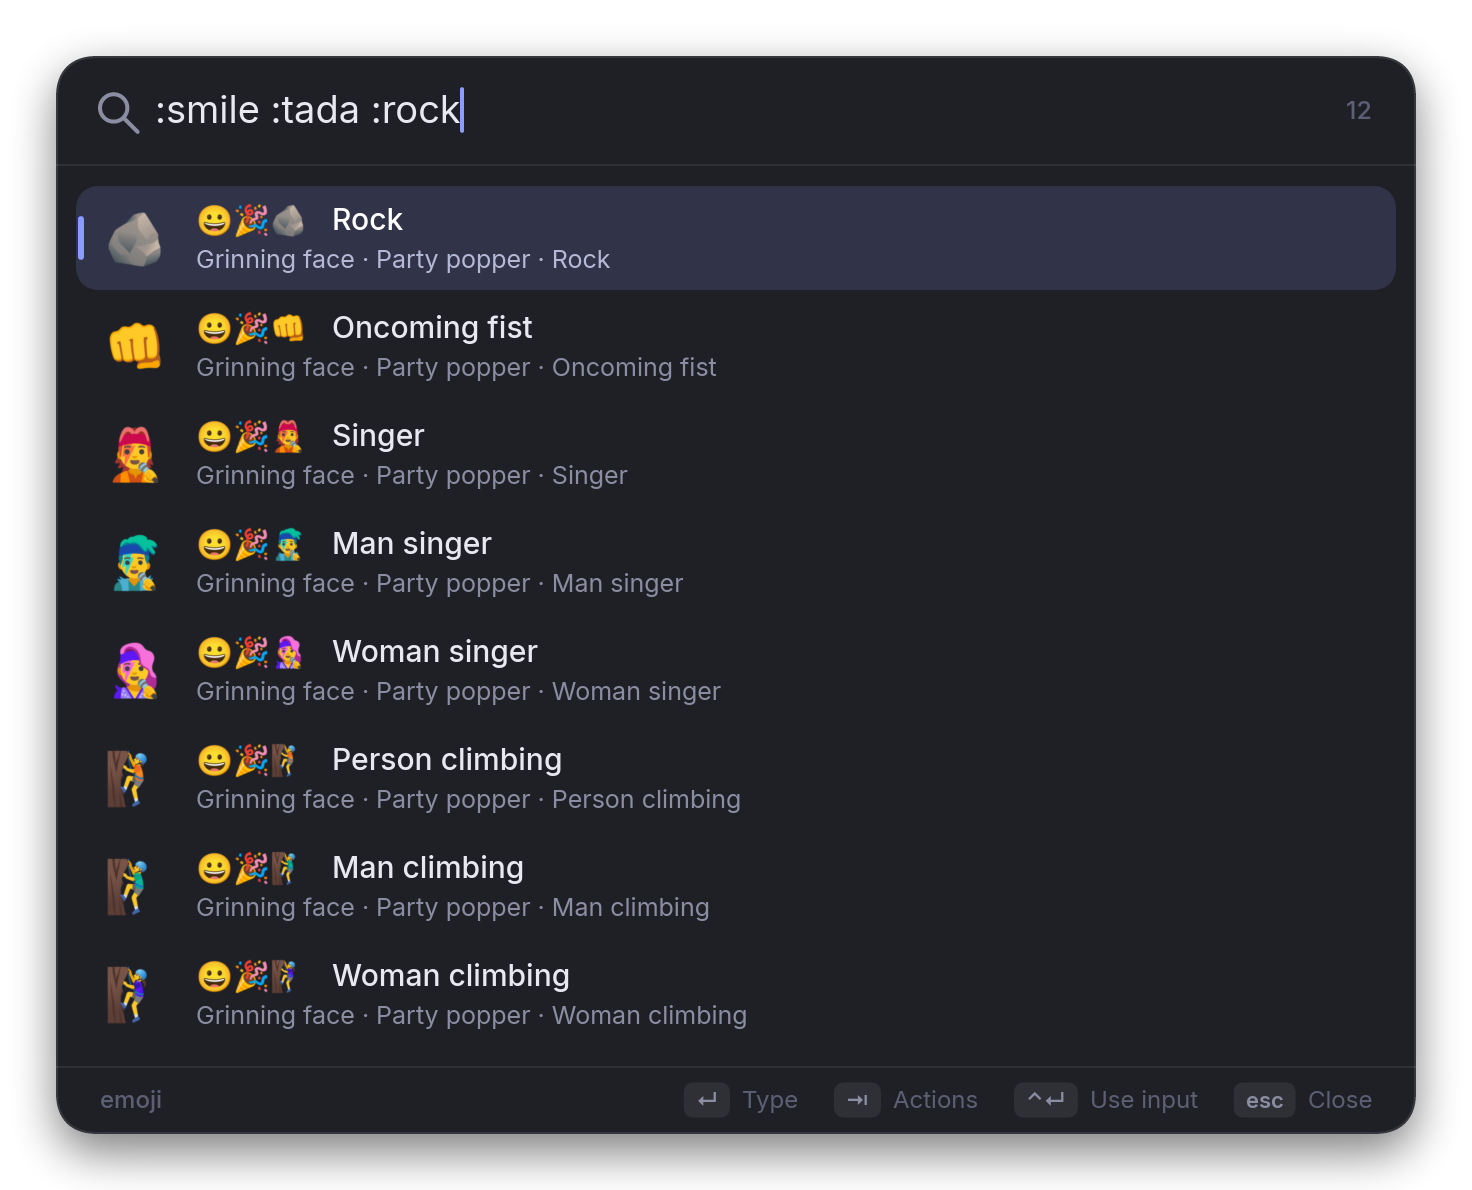 :smile :tada :rock
12
😀🎉🪨 Rock
Grinning face · Party popper · Rock
😀🎉👊 Oncoming fist
Grinning face · Party popper · Oncoming fist
😀🎉🧑‍🎤 Singer
Grinning face · Party popper · Singer
😀🎉👨‍🎤 Man singer
Grinning face · Party popper · Man singer
😀🎉👩‍🎤 Woman singer
Grinning face · Party popper · Woman singer
😀🎉🧗 Person climbing
Grinning face · Party popper · Person climbing
😀🎉🧗‍♂️ Man climbing
Grinning face · Party popper · Man climbing
😀🎉🧗‍♀️ Woman climbing
Grinning face · Party popper · Woman climbing
emoji ↵ Type ⇥ Actions ^↵ Use input esc Close